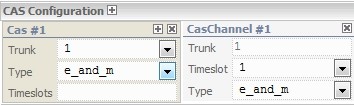 CAS Configuration
Cas #1
Trunk 1
Type e_and_m
Timeslots
CasChannel #1
Trunk 1
Timeslot 1
Type e_and_m